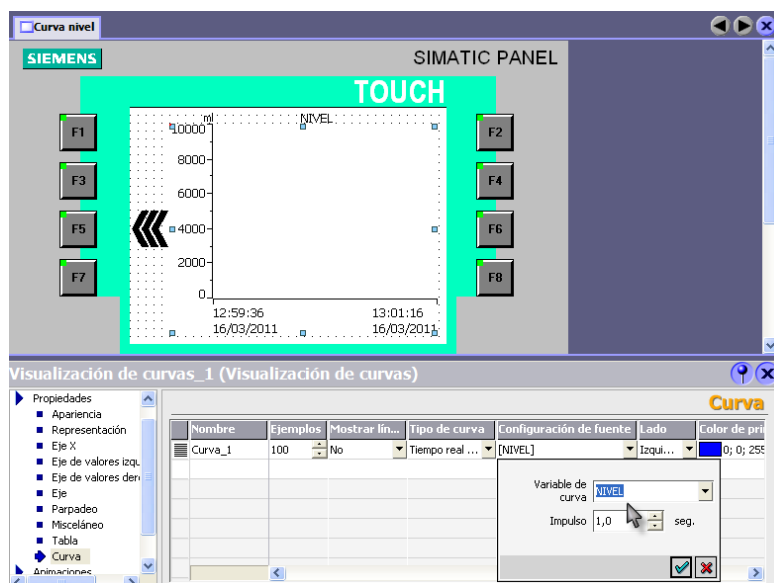 Curva nivel
SIEMENS
SIMATIC PANEL
TOUCH
F1
F2
F3
F4
F5
F6
F7
F8
ml
NIVEL
10000
8000
6000
4000
2000
0
12:59:36
13:01:16
16/03/2011
16/03/2011
Visualización de curvas_1 (Visualización de curvas)
Propiedades
Apariencia
Representación
Eje X
Eje de valores izqu
Eje de valores der
Eje
Parpadeo
Misceláneo
Tabla
Curva
Animaciones
Curva
Nombre Ejemplos Mostrar lín... Tipo de curva Configuración de fuente Lado Color de pri
Curva_1 100 No Tiempo real ... [NIVEL] Izqui... 0; 0; 255
Variable de
curva NIVEL
Impulso 1,0 seg.